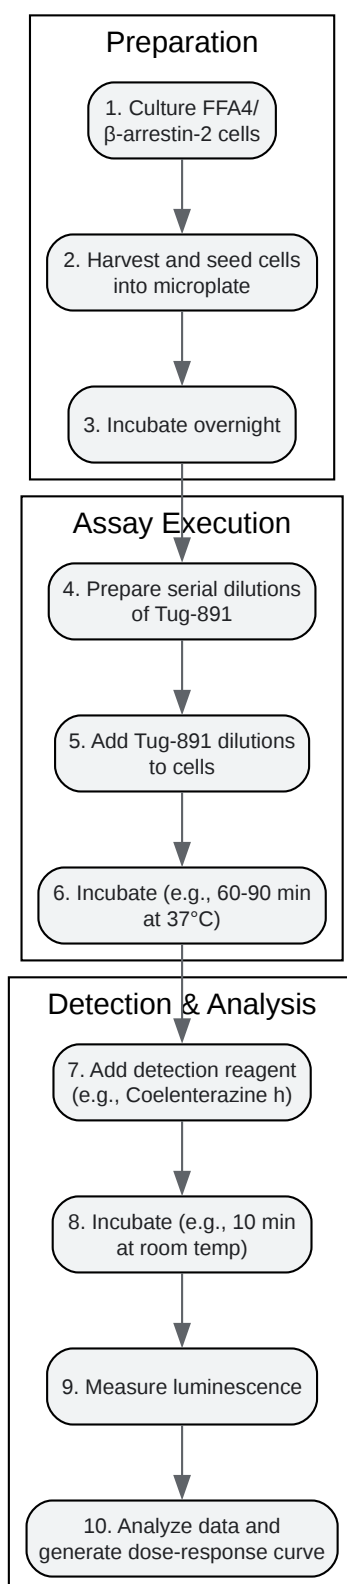 Preparation
1. Culture FFA4/
β-arrestin-2 cells
2. Harvest and seed cells
into microplate
3. Incubate overnight
Assay Execution
4. Prepare serial dilutions
of Tug-891
5. Add Tug-891 dilutions
to cells
6. Incubate (e.g., 60-90 min
at 37°C)
Detection & Analysis
7. Add detection reagent
(e.g., Coelenterazine h)
8. Incubate (e.g., 10 min
at room temp)
9. Measure luminescence
10. Analyze data and
generate dose-response curve